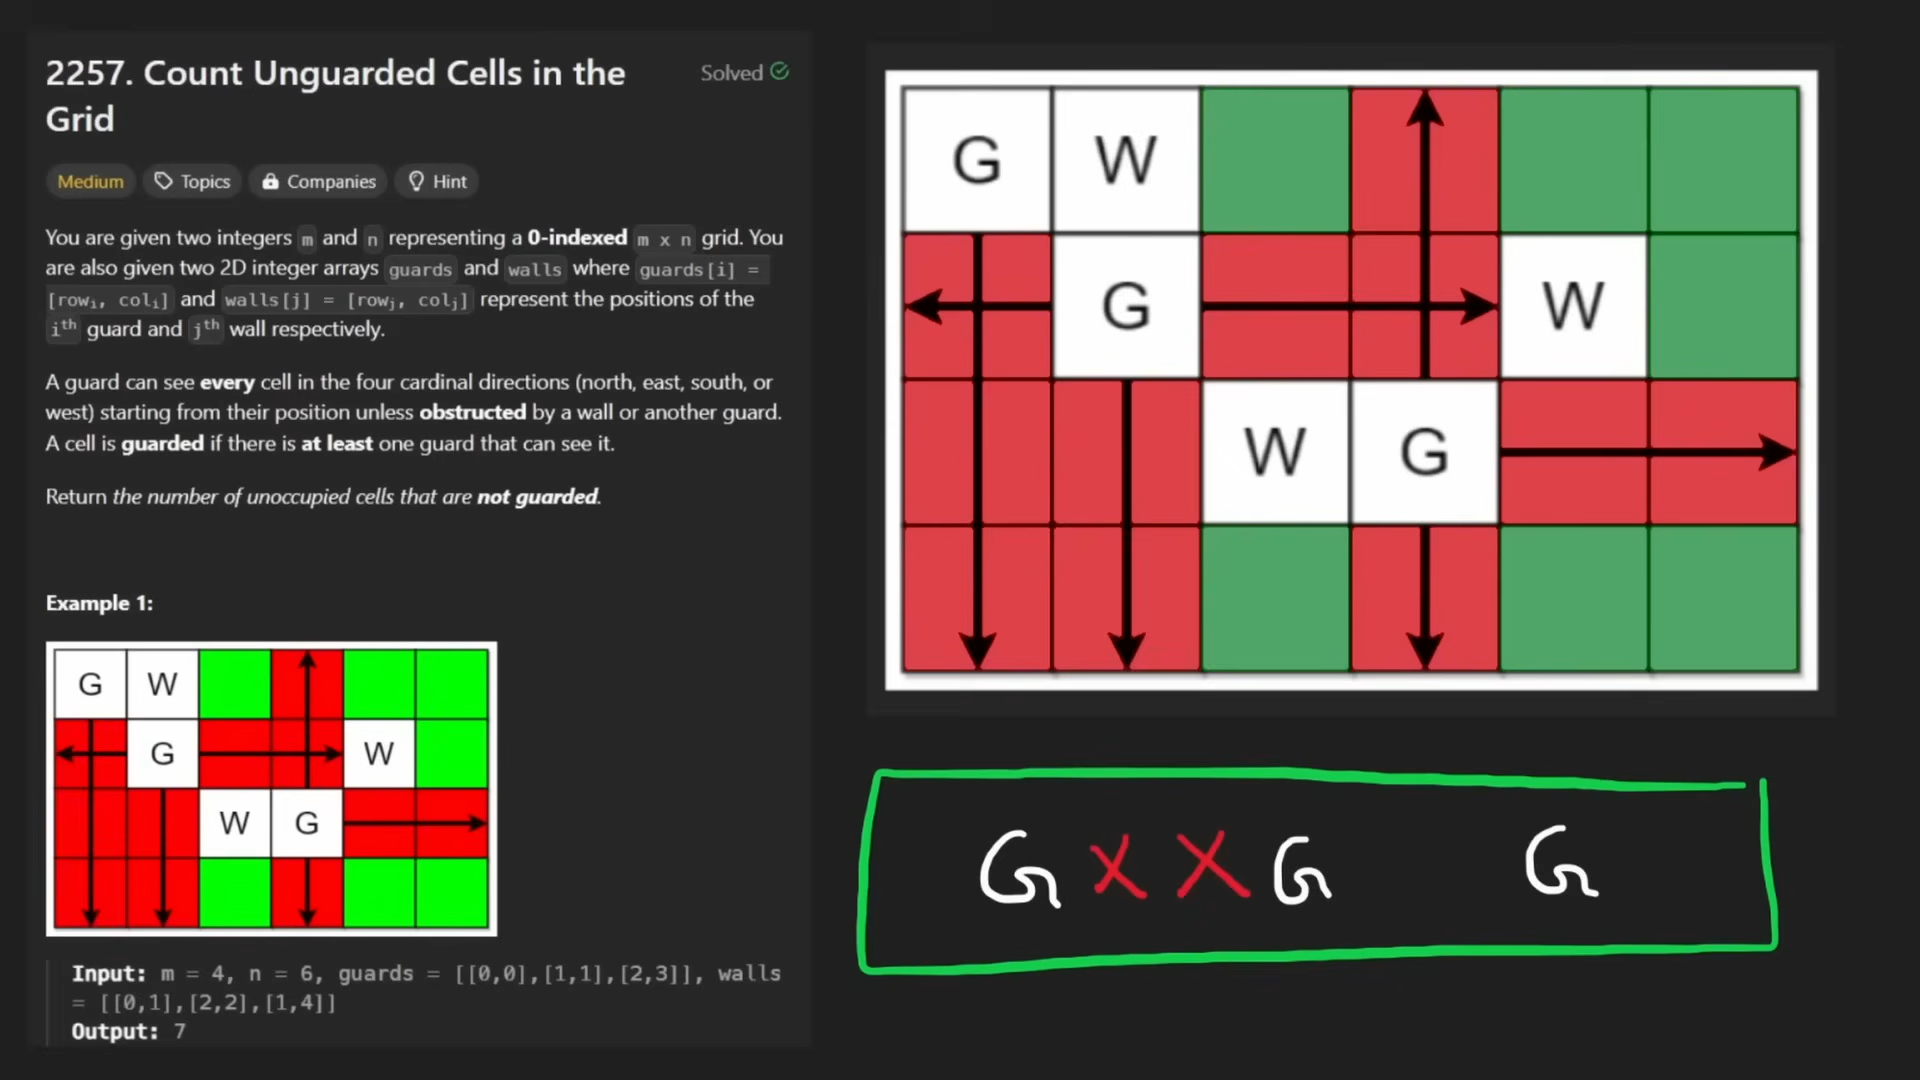 2257. Count Unguarded Cells in the
Grid
Solved
Medium
Topics
Companies
Hint
You are given two integers m and n representing a 0-indexed m x n grid. You
are also given two 2D integer arrays guards and walls where guards[i] =
[rowᵢ, colᵢ] and walls[j] = [rowⱼ, colⱼ] represent the positions of the
iᵗʰ guard and jᵗʰ wall respectively.
A guard can see every cell in the four cardinal directions (north, east, south, or
west) starting from their position unless obstructed by a wall or another guard.
A cell is guarded if there is at least one guard that can see it.
Return the number of unoccupied cells that are not guarded.
Example 1:
G W
G W
W G
Input: m = 4, n = 6, guards = [[0,0],[1,1],[2,3]], walls
= [[0,1],[2,2],[1,4]]
Output: 7
G W
G W
W G
G X X G G